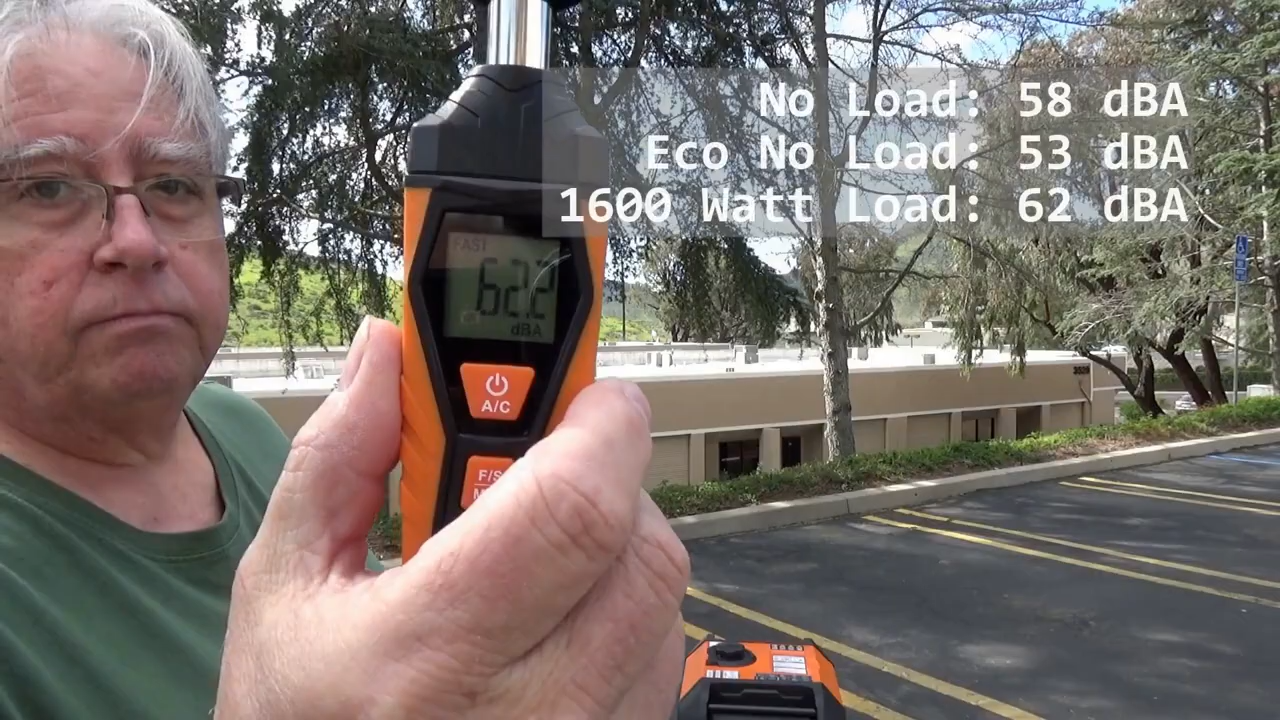 No Load: 58 dBA
Eco No Load: 53 dBA
1600 Watt Load: 62 dBA
FAST
62.2
dBA
A/C
F/S